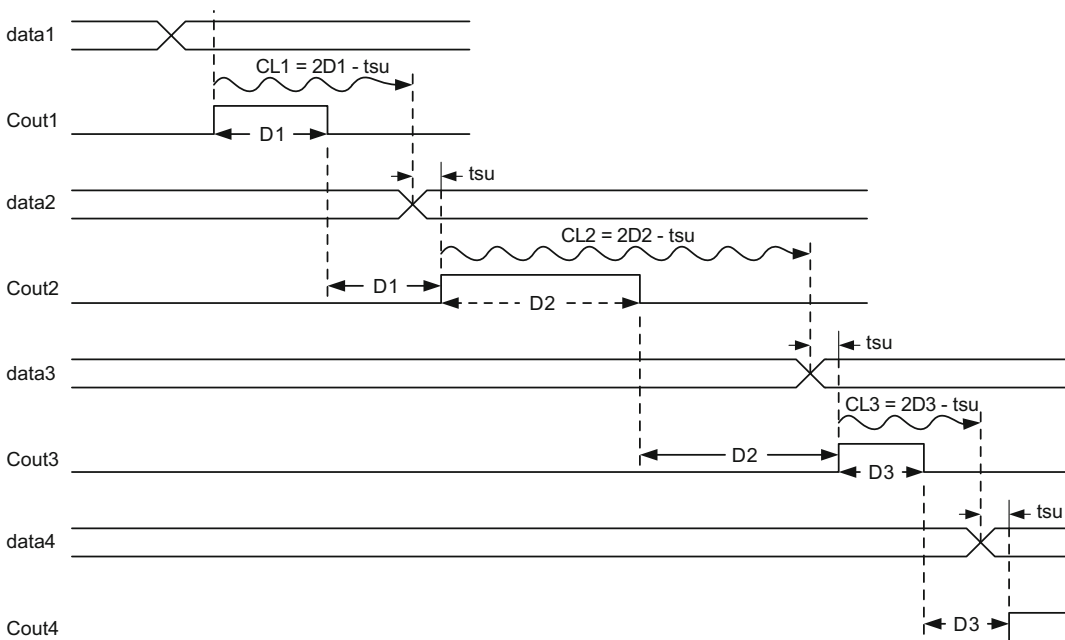 data1
CL1 = 2D1 - tsu
Cout1
D1
tsu
data2
CL2 = 2D2 - tsu
Cout2
D1
D2
tsu
data3
CL3 = 2D3 - tsu
Cout3
D2
D3
tsu
data4
D3
Cout4